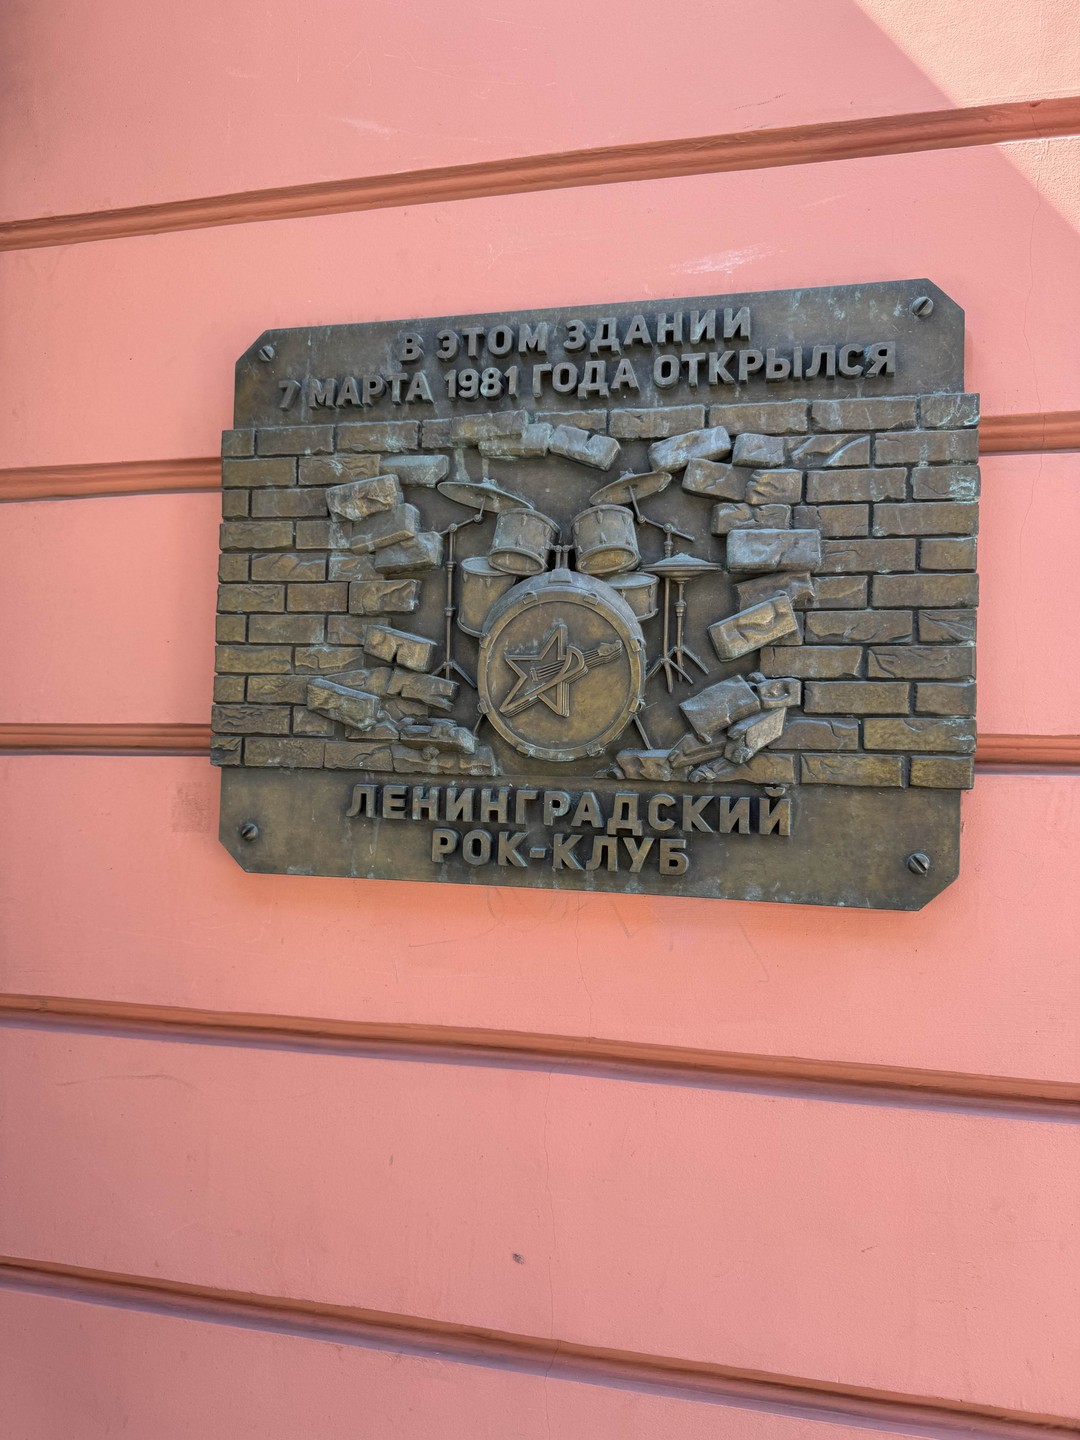 В ЭТОМ ЗДАНИИ
7 МАРТА 1981 ГОДА ОТКРЫЛСЯ
ЛЕНИНГРАДСКИЙ
РОК-КЛУБ